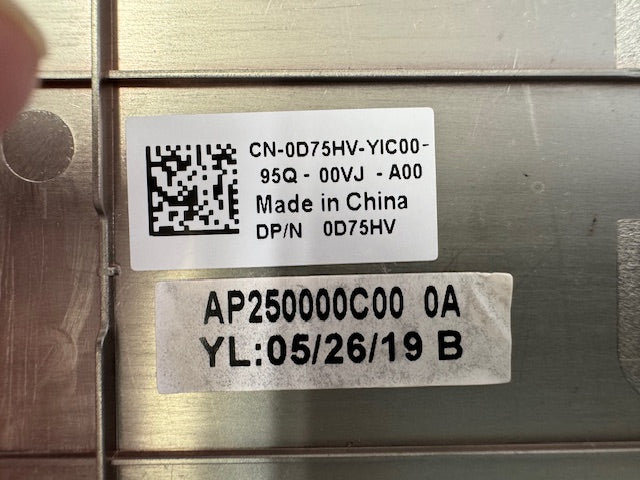 CN-0D75HV-YIC00-
95Q - 00VJ - A00
Made in China
DP/N 0D75HV
AP250000C00 0A
YL:05/26/19 B